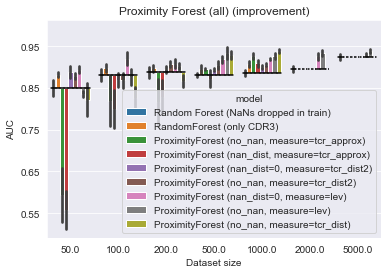 Proximity Forest (all) (improvement)
AUC
0.95
0.85
0.75
0.65
0.55
model
Random Forest (NaNs dropped in train)
RandomForest (only CDR3)
ProximityForest (no_nan, measure=tcr_approx)
ProximityForest (nan_dist, measure=tcr_approx)
ProximityForest (nan_dist=0, measure=tcr_dist2)
ProximityForest (no_nan, measure=tcr_dist2)
ProximityForest (nan_dist=0, measure=lev)
ProximityForest (no_nan, measure=lev)
ProximityForest (no_nan, measure=tcr_dist)
50.0 100.0 200.0 500.0 1000.0 2000.0 5000.0
Dataset size